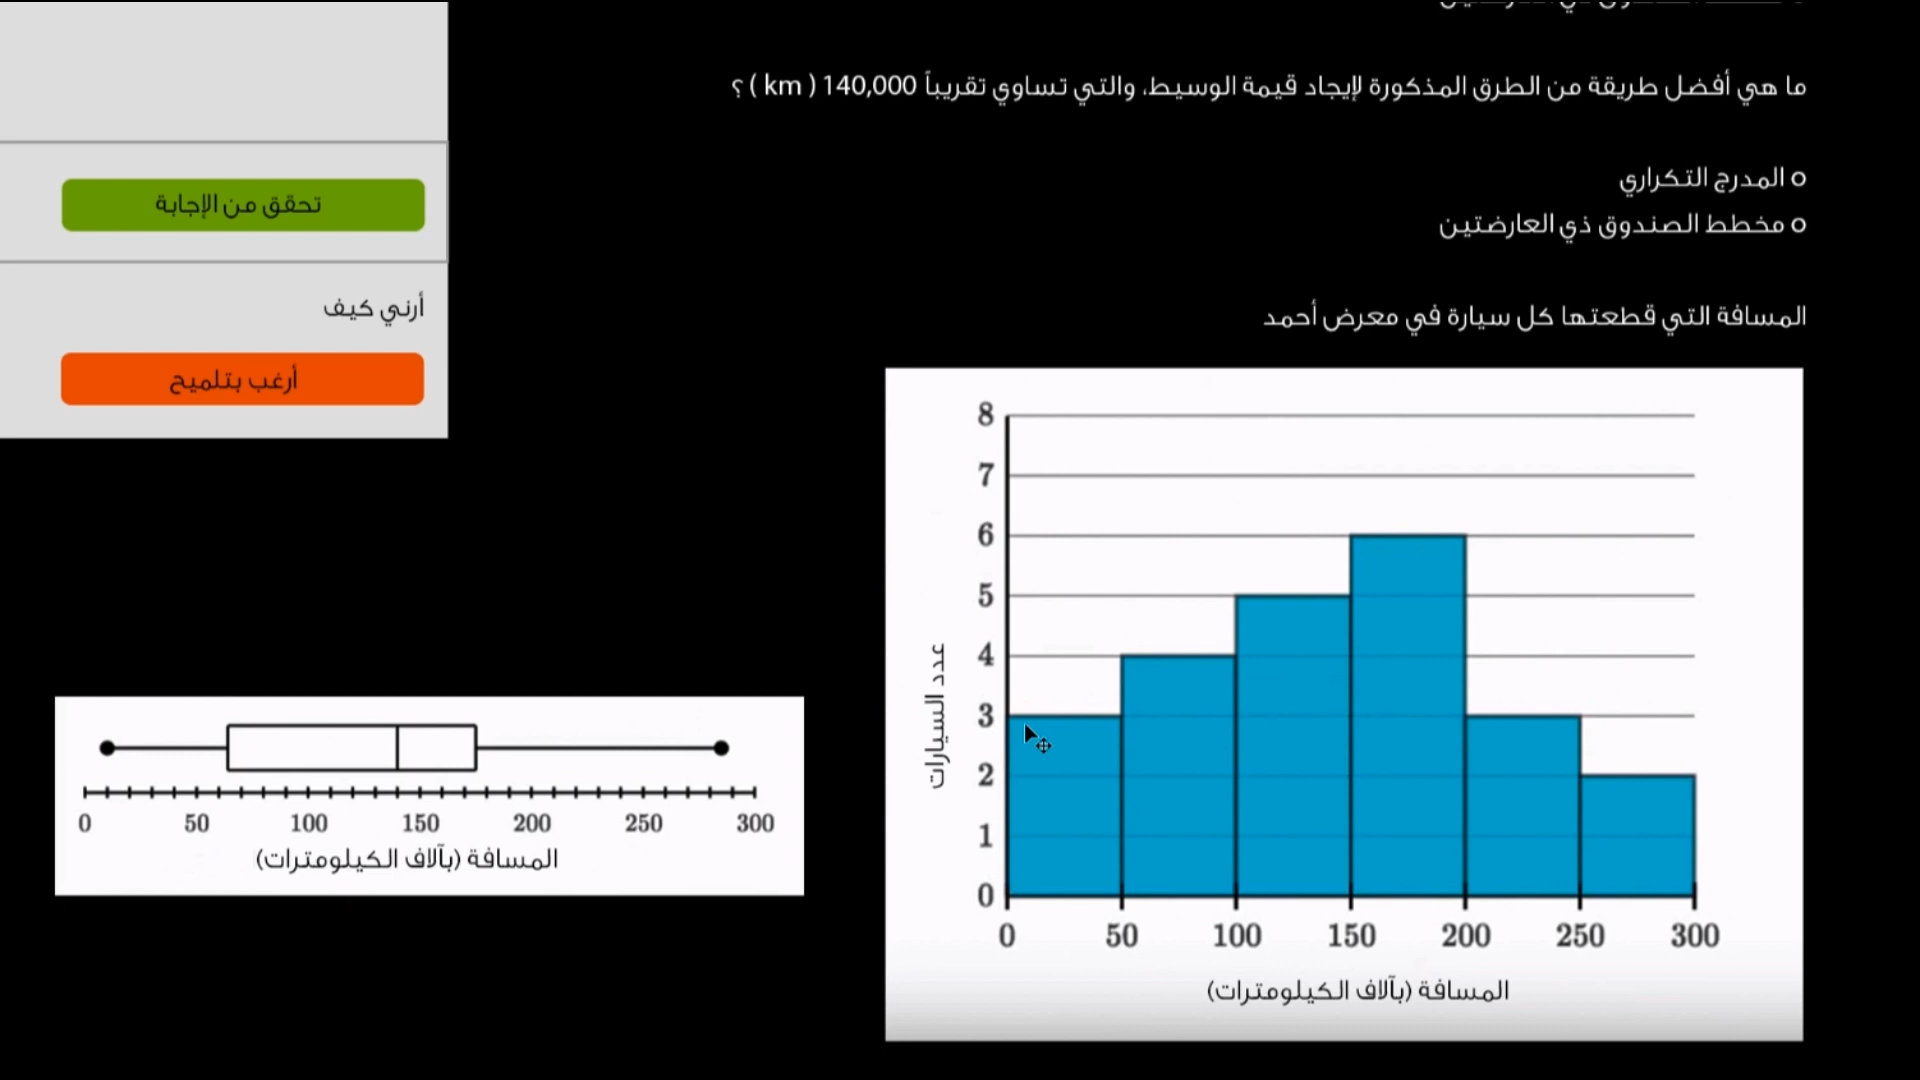 ما هي أفضل طريقة من الطرق المذكورة لإيجاد قيمة الوسيط، والتي تساوي تقريباً 140,000 ( km ) ؟
المدرج التكراري
مخطط الصندوق ذي العارضتين
المسافة التي قطعتها كل سيارة في معرض أحمد
تحقق من الإجابة
أرني كيف
أرغب بتلميح
8
7
6
5
4
3
2
1
0
عدد السيارات
0 50 100 150 200 250 300
المسافة (بآلاف الكيلومترات)
0 50 100 150 200 250 300
المسافة (بآلاف الكيلومترات)